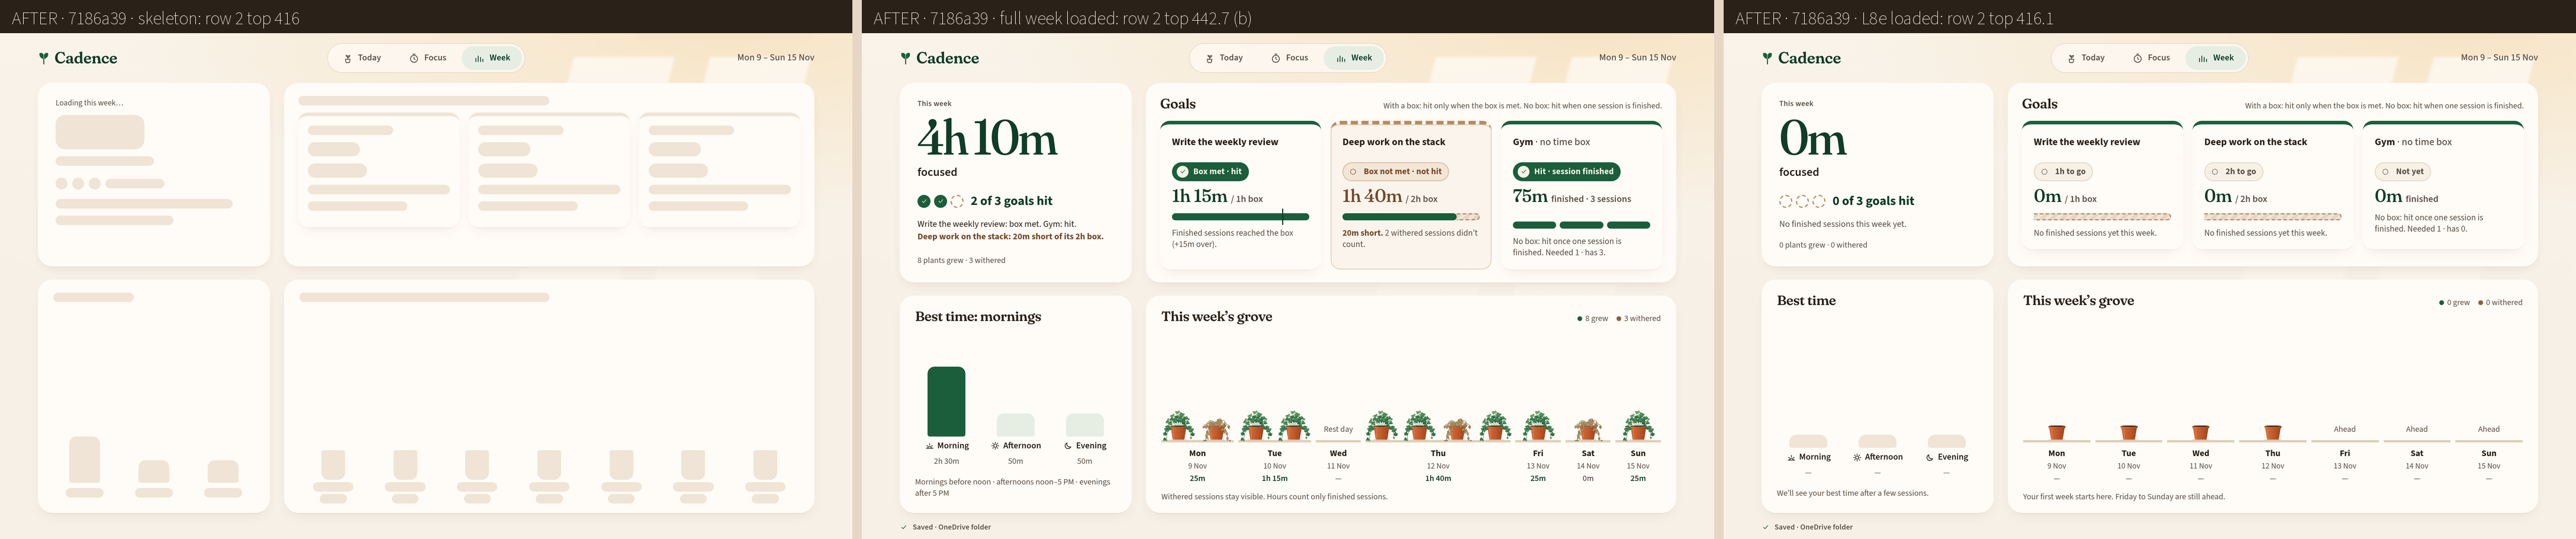 AFTER · 7186a39 · skeleton: row 2 top 416
Cadence
Today
Focus
Week
Mon 9 – Sun 15 Nov
Loading this week…
AFTER · 7186a39 · full week loaded: row 2 top 442.7 (b)
Cadence
Today
Focus
Week
Mon 9 – Sun 15 Nov
This week
4h 10m
focused
2 of 3 goals hit
Write the weekly review: box met. Gym: hit.
Deep work on the stack: 20m short of its 2h box.
8 plants grew · 3 withered
Goals
With a box: hit only when the box is met. No box: hit when one session is finished.
Write the weekly review
Box met · hit
1h 15m / 1h box
Finished sessions reached the box
(+15m over).
Deep work on the stack
Box not met · not hit
1h 40m / 2h box
20m short. 2 withered sessions didn't
count.
Gym · no time box
Hit · session finished
75m finished · 3 sessions
No box: hit once one session is
finished. Needed 1 · has 3.
Best time: mornings
Morning
Afternoon
Evening
2h 30m
50m
50m
Mornings before noon · afternoons noon–5 PM · evenings
after 5 PM
This week's grove
8 grew
3 withered
Rest day
Mon
Tue
Wed
Thu
Fri
Sat
Sun
9 Nov
10 Nov
11 Nov
12 Nov
13 Nov
14 Nov
15 Nov
25m
1h 15m
—
1h 40m
25m
0m
25m
Withered sessions stay visible. Hours count only finished sessions.
Saved · OneDrive folder
AFTER · 7186a39 · L8e loaded: row 2 top 416.1
Cadence
Today
Focus
Week
Mon 9 – Sun 15 Nov
This week
0m
focused
0 of 3 goals hit
No finished sessions this week yet.
0 plants grew · 0 withered
Goals
With a box: hit only when the box is met. No box: hit when one session is finished.
Write the weekly review
1h to go
0m / 1h box
No finished sessions yet this week.
Deep work on the stack
2h to go
0m / 2h box
No finished sessions yet this week.
Gym · no time box
Not yet
0m finished
No box: hit once one session is
finished. Needed 1 · has 0.
Best time
Morning
Afternoon
Evening
—
—
—
We'll see your best time after a few sessions.
This week's grove
0 grew
0 withered
Ahead
Ahead
Ahead
Mon
Tue
Wed
Thu
Fri
Sat
Sun
9 Nov
10 Nov
11 Nov
12 Nov
13 Nov
14 Nov
15 Nov
—
—
—
—
—
—
—
Your first week starts here. Friday to Sunday are still ahead.
Saved · OneDrive folder